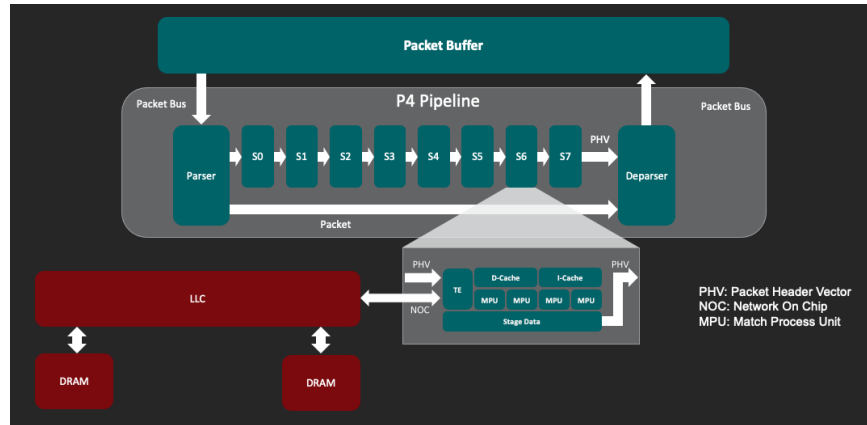 Packet Buffer
P4 Pipeline
Packet Bus
Packet Bus
Parser
S0
S1
S2
S3
S4
S5
S6
S7
PHV
Deparser
Packet
PHV
PHV
NOC
TE
D-Cache
I-Cache
MPU
MPU
MPU
MPU
Stage Data
LLC
DRAM
DRAM
PHV: Packet Header Vector
NOC: Network On Chip
MPU: Match Process Unit